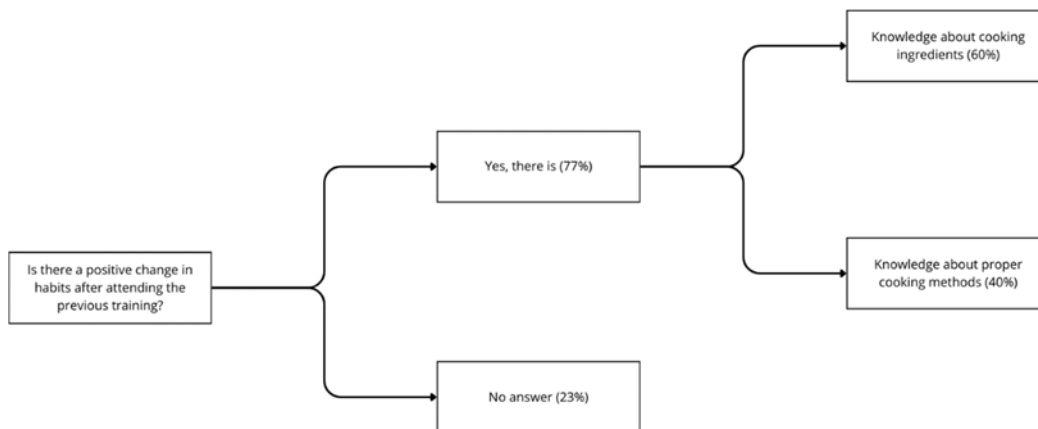 Is there a positive change in
habits after attending the
previous training?
Yes, there is (77%)
No answer (23%)
Knowledge about cooking
ingredients (60%)
Knowledge about proper
cooking methods (40%)